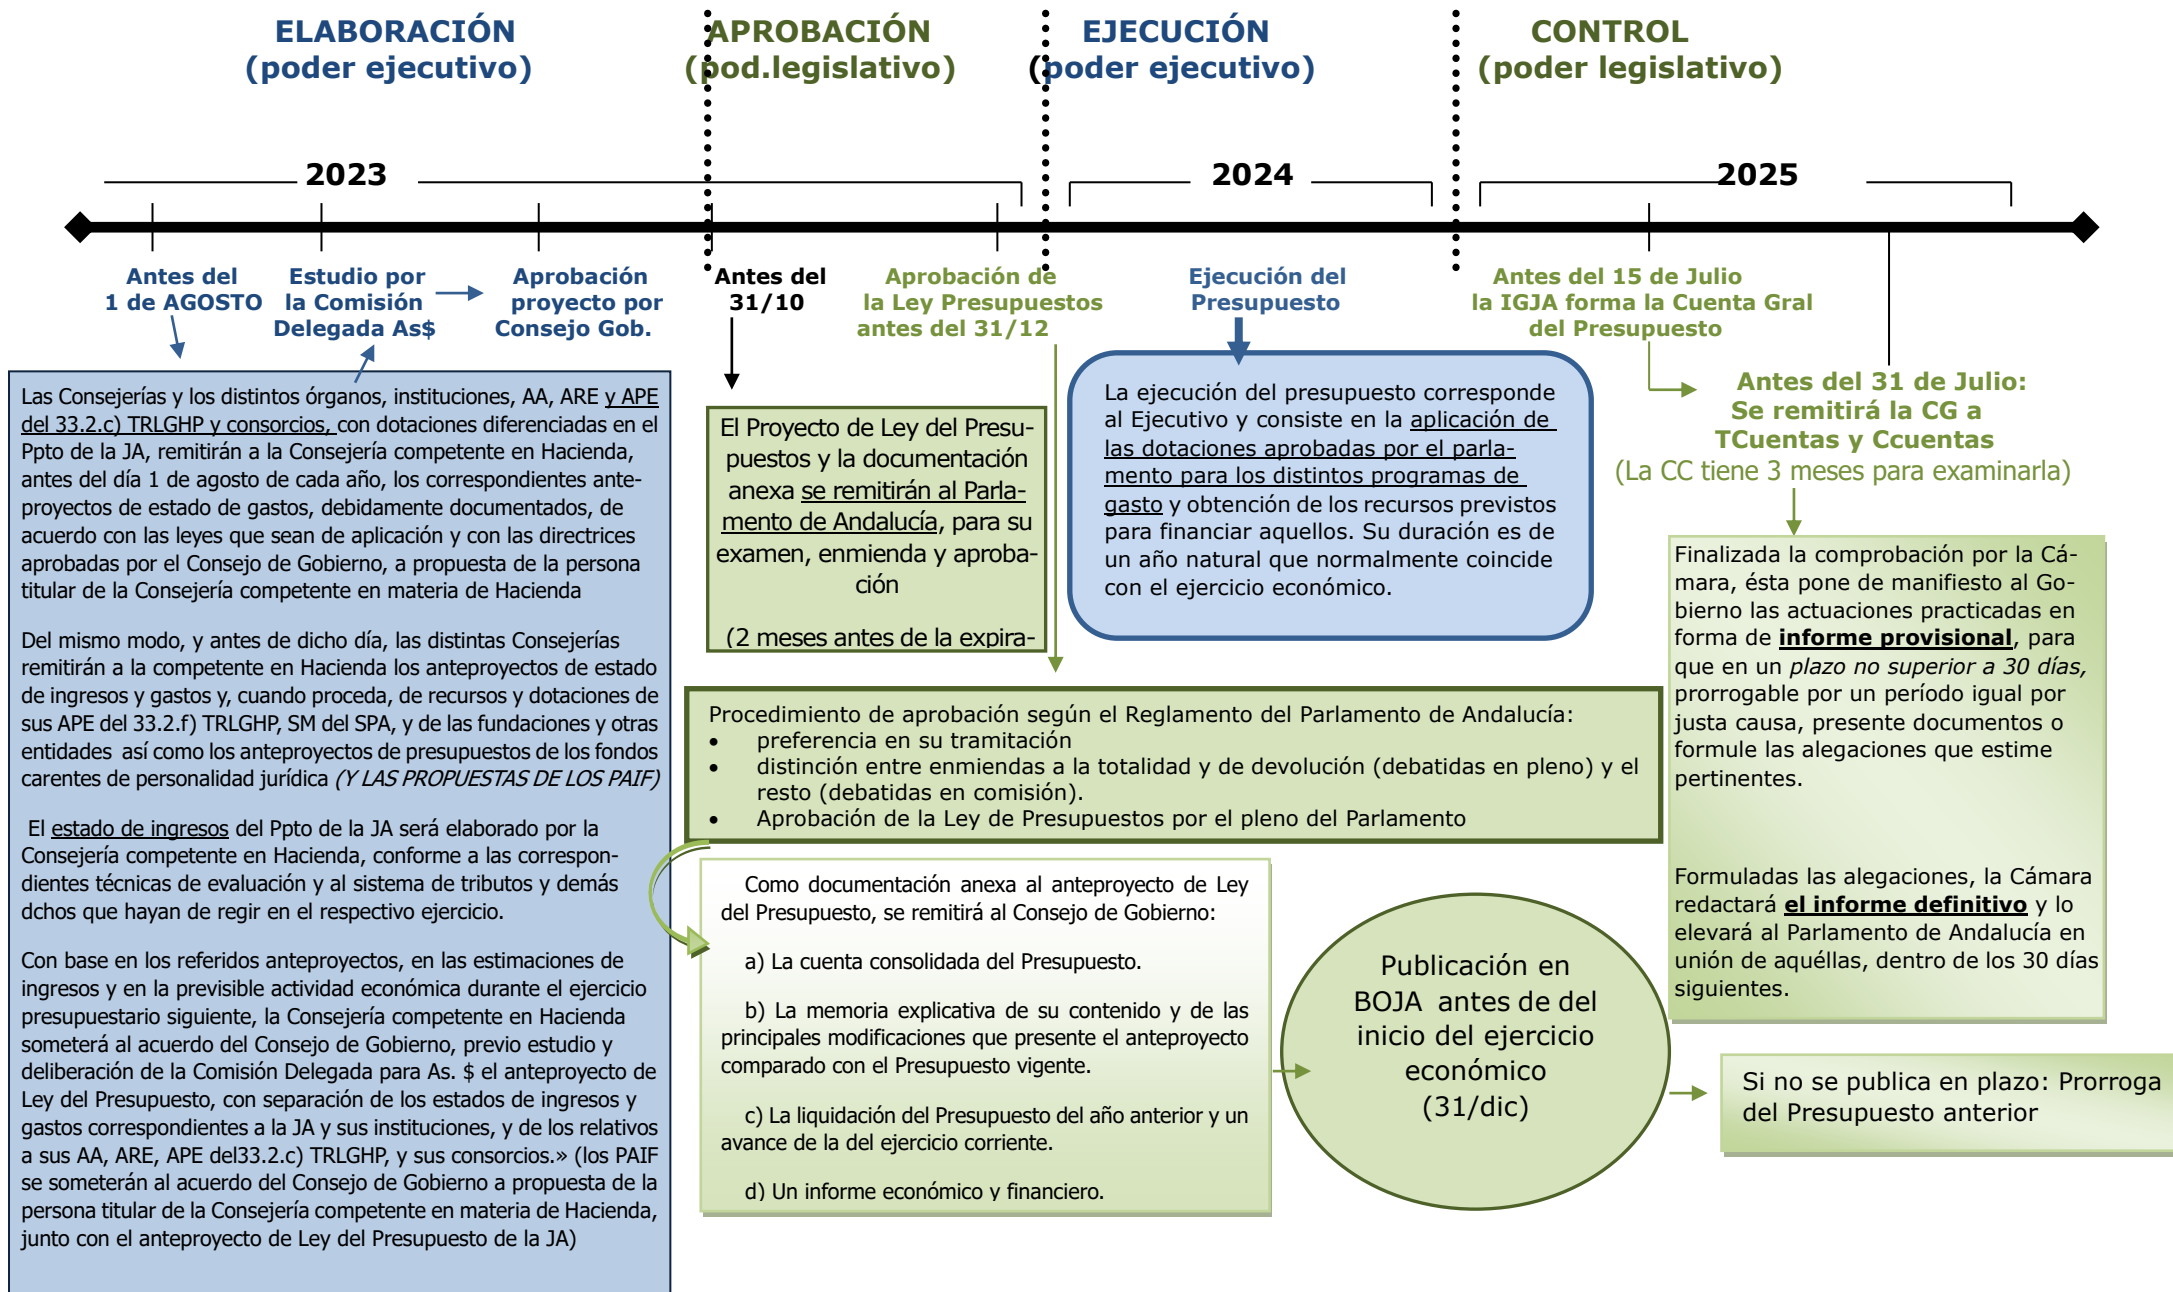 ELABORACIÓN
(poder ejecutivo)
APROBACIÓN
(pod.legislativo)
EJECUCIÓN
(poder ejecutivo)
CONTROL
(poder legislativo)
2023
2024
2025
Antes del
1 de AGOSTO
Estudio por
la Comisión
Delegada As$
Aprobación
proyecto por
Consejo Gob.
Antes del
31/10
Aprobación de
la Ley Presupuestos
antes del 31/12
Ejecución del
Presupuesto
Antes del 15 de Julio
la IGJA forma la Cuenta Gral
del Presupuesto
Antes del 31 de Julio:
Se remitirá la CG a
TCuentas y Ccuentas
(La CC tiene 3 meses para examinarla)
Las Consejerías y los distintos órganos, instituciones, AA, ARE y APE
del 33.2.c) TRLGHP y consorcios, con dotaciones diferenciadas en el
Ppto de la JA, remitirán a la Consejería competente en Hacienda,
antes del día 1 de agosto de cada año, los correspondientes ante-
proyectos de estado de gastos, debidamente documentados, de
acuerdo con las leyes que sean de aplicación y con las directrices
aprobadas por el Consejo de Gobierno, a propuesta de la persona
titular de la Consejería competente en materia de Hacienda
Del mismo modo, y antes de dicho día, las distintas Consejerías
remitirán a la competente en Hacienda los anteproyectos de estado
de ingresos y gastos y, cuando proceda, de recursos y dotaciones de
sus APE del 33.2.f) TRLGHP, SM del SPA, y de las fundaciones y otras
entidades así como los anteproyectos de presupuestos de los fondos
carentes de personalidad jurídica (Y LAS PROPUESTAS DE LOS PAIF)
El estado de ingresos del Ppto de la JA será elaborado por la
Consejería competente en Hacienda, conforme a las correspon-
dientes técnicas de evaluación y al sistema de tributos y demás
dchos que hayan de regir en el respectivo ejercicio.
Con base en los referidos anteproyectos, en las estimaciones de
ingresos y en la previsible actividad económica durante el ejercicio
presupuestario siguiente, la Consejería competente en Hacienda
someterá al acuerdo del Consejo de Gobierno, previo estudio y
deliberación de la Comisión Delegada para As. $ el anteproyecto de
Ley del Presupuesto, con separación de los estados de ingresos y
gastos correspondientes a la JA y sus instituciones, y de los relativos
a sus AA, ARE, APE del33.2.c) TRLGHP, y sus consorcios.» (los PAIF
se someterán al acuerdo del Consejo de Gobierno a propuesta de la
persona titular de la Consejería competente en materia de Hacienda,
junto con el anteproyecto de Ley del Presupuesto de la JA)
El Proyecto de Ley del Presu-
puestos y la documentación
anexa se remitirán al Parla-
mento de Andalucía, para su
examen, enmienda y aproba-
ción
(2 meses antes de la expira-
La ejecución del presupuesto corresponde
al Ejecutivo y consiste en la aplicación de
las dotaciones aprobadas por el parla-
mento para los distintos programas de
gasto y obtención de los recursos previstos
para financiar aquellos. Su duración es de
un año natural que normalmente coincide
con el ejercicio económico.
Procedimiento de aprobación según el Reglamento del Parlamento de Andalucía:
• preferencia en su tramitación
• distinción entre enmiendas a la totalidad y de devolución (debatidas en pleno) y el
resto (debatidas en comisión).
• Aprobación de la Ley de Presupuestos por el pleno del Parlamento
Como documentación anexa al anteproyecto de Ley
del Presupuesto, se remitirá al Consejo de Gobierno:
a) La cuenta consolidada del Presupuesto.
b) La memoria explicativa de su contenido y de las
principales modificaciones que presente el anteproyecto
comparado con el Presupuesto vigente.
c) La liquidación del Presupuesto del año anterior y un
avance de la del ejercicio corriente.
d) Un informe económico y financiero.
Publicación en
BOJA antes de del
inicio del ejercicio
económico
(31/dic)
Finalizada la comprobación por la Cá-
mara, ésta pone de manifiesto al Go-
bierno las actuaciones practicadas en
forma de informe provisional, para
que en un plazo no superior a 30 días,
prorrogable por un período igual por
justa causa, presente documentos o
formule las alegaciones que estime
pertinentes.
Formuladas las alegaciones, la Cámara
redactará el informe definitivo y lo
elevará al Parlamento de Andalucía en
unión de aquéllas, dentro de los 30 días
siguientes.
Si no se publica en plazo: Prorroga
del Presupuesto anterior